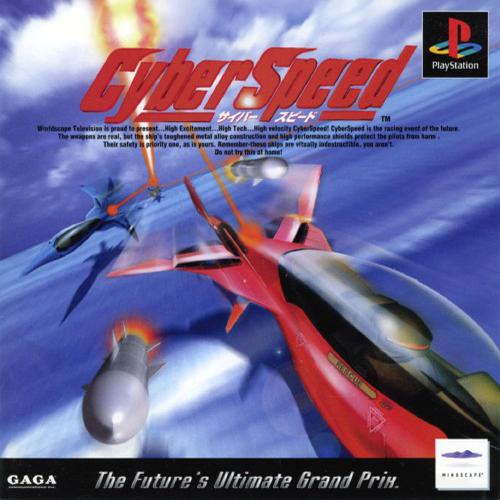 PlayStation
CyberSpeed
サイバー スピード
TM
Worldscope Television is proud to present...High Excitement...High Tech....High velocity CyberSpeed! CyberSpeed is the racing event of the future.
The weapons are real, but the ship's toughened metal alloy construction and high performance shields protect the pilots from harm .
Their safety is priority one, as is yours. Remember-these ships are vitually indestructible, you aren't.
Do not try this at home!
GAGA
communications inc.
The Future's Ultimate Grand Prix
MINDSCAPE